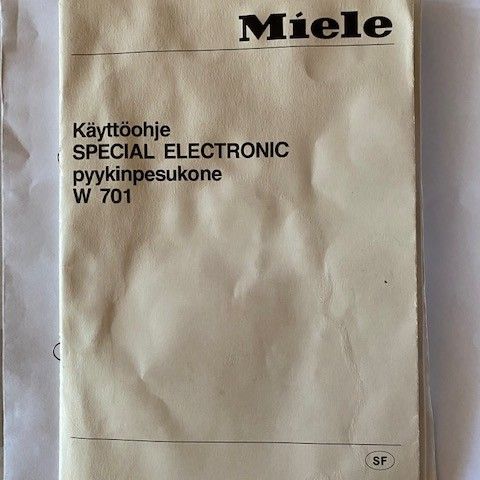 Miele
Käyttöohje
SPECIAL ELECTRONIC
pyykinpesukone
W 701
SF